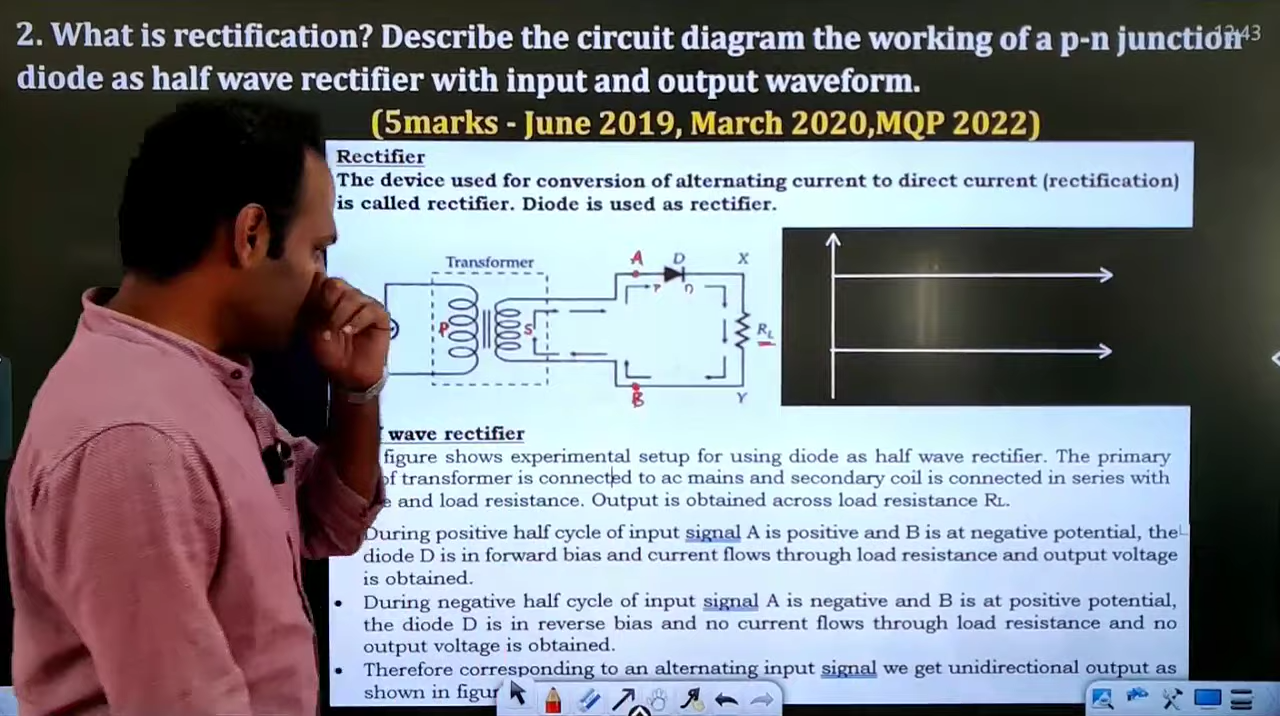 2. What is rectification? Describe the circuit diagram the working of a p-n junction
diode as half wave rectifier with input and output waveform.
(5marks - June 2019, March 2020,MQP 2022)
Rectifier
The device used for conversion of alternating current to direct current (rectification)
is called rectifier. Diode is used as rectifier.
Transformer
A D X
P n
P S RL
B Y
wave rectifier
figure shows experimental setup for using diode as half wave rectifier. The primary
of transformer is connected to ac mains and secondary coil is connected in series with
and load resistance. Output is obtained across load resistance RL.
During positive half cycle of input signal A is positive and B is at negative potential, the
diode D is in forward bias and current flows through load resistance and output voltage
is obtained.
• During negative half cycle of input signal A is negative and B is at positive potential,
the diode D is in reverse bias and no current flows through load resistance and no
output voltage is obtained.
• Therefore corresponding to an alternating input signal we get unidirectional output as
shown in figur